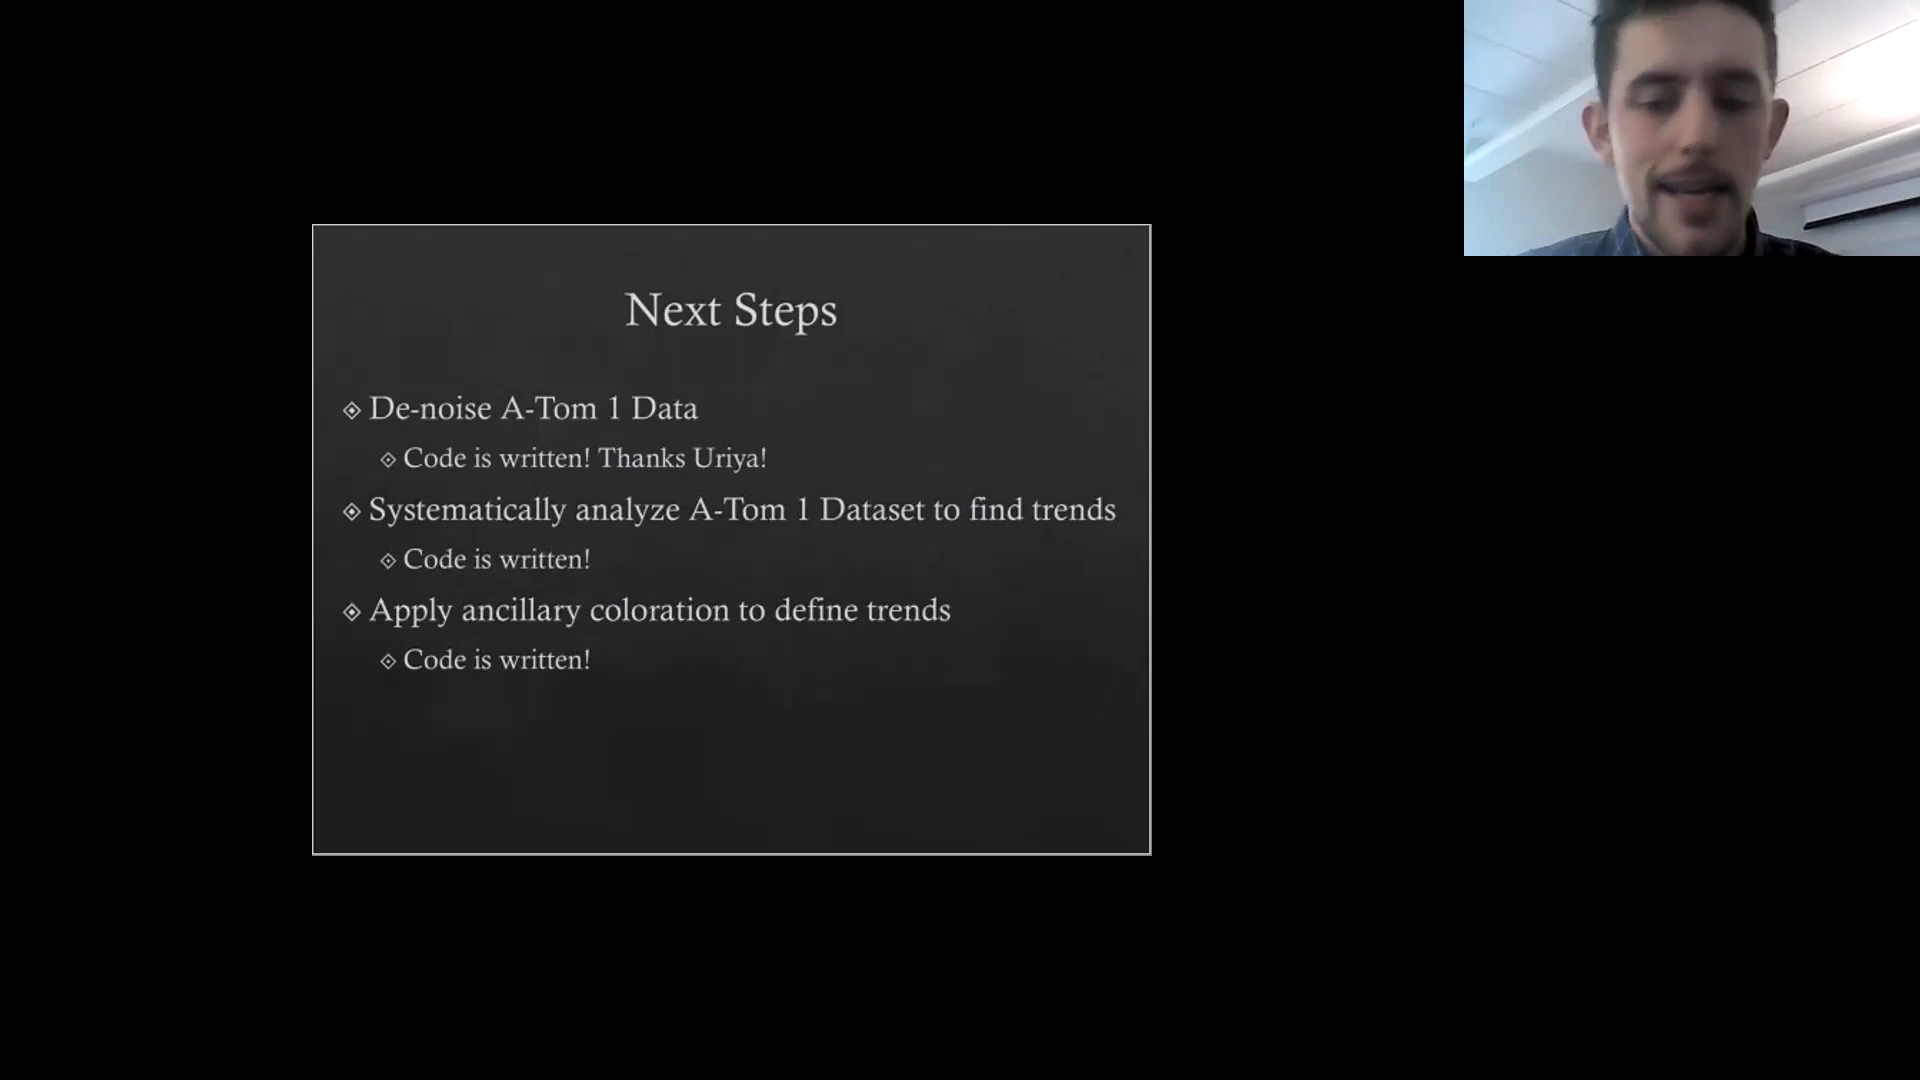 Next Steps
De-noise A-Tom 1 Data
Code is written! Thanks Uriya!
Systematically analyze A-Tom 1 Dataset to find trends
Code is written!
Apply ancillary coloration to define trends
Code is written!